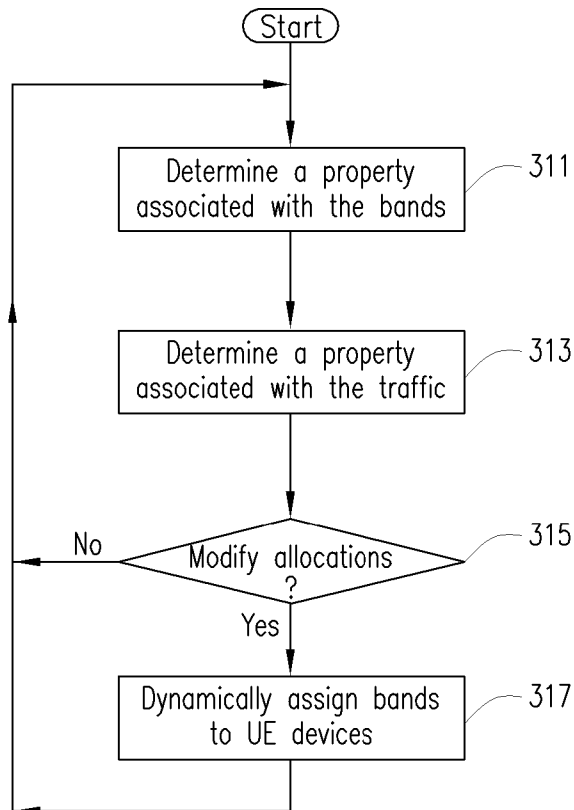 Start
Determine a property
associated with the bands
311
Determine a property
associated with the traffic
313
Modify allocations
?
315
No
Yes
Dynamically assign bands
to UE devices
317